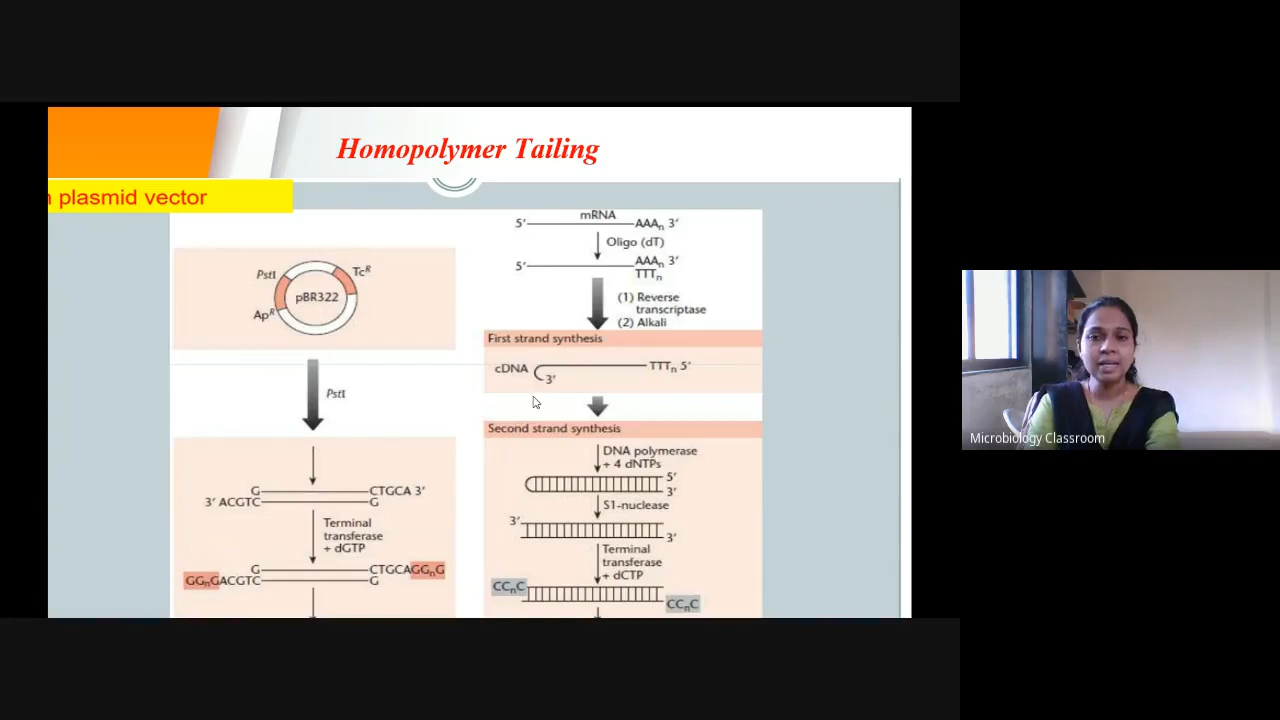 Homopolymer Tailing
plasmid vector
PstI
TcR
pBR322
ApR
PstI
G CTGCA 3′
3′ ACGTC G
Terminal
transferase
+ dGTP
G CTGCAGGnG
GGnGACGTC G
mRNA
5′ AAAn 3′
Oligo (dT)
5′ AAAn 3′
TTTn
(1) Reverse
transcriptase
(2) Alkali
First strand synthesis
cDNA TTTn 5′
3′
Second strand synthesis
DNA polymerase
+ 4 dNTPs
5′
3′
S1-nuclease
3′
3′
Terminal
transferase
+ dCTP
CCnC
CCnC
Microbiology Classroom